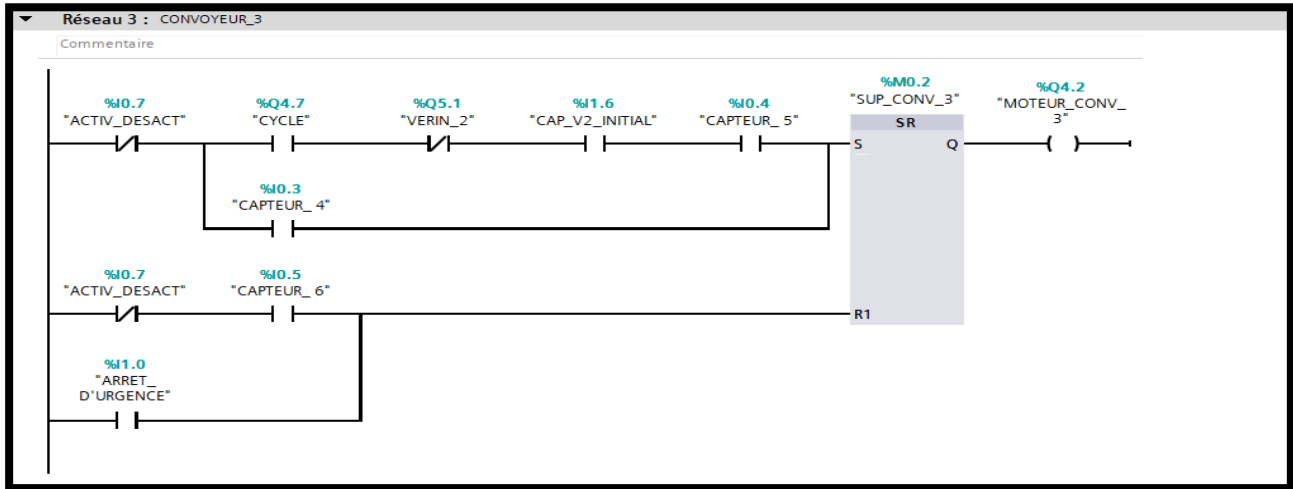 Réseau 3 : CONVOYEUR_3
Commentaire
%I0.7
"ACTIV_DESACT"
%Q4.7
"CYCLE"
%Q5.1
"VERIN_2"
%I1.6
"CAP_V2_INITIAL"
%I0.4
"CAPTEUR_ 5"
%M0.2
"SUP_CONV_3"
SR
S
Q
R1
%Q4.2
"MOTEUR_CONV_
3"
%I0.3
"CAPTEUR_ 4"
%I0.7
"ACTIV_DESACT"
%I0.5
"CAPTEUR_ 6"
%I1.0
"ARRET_
D'URGENCE"